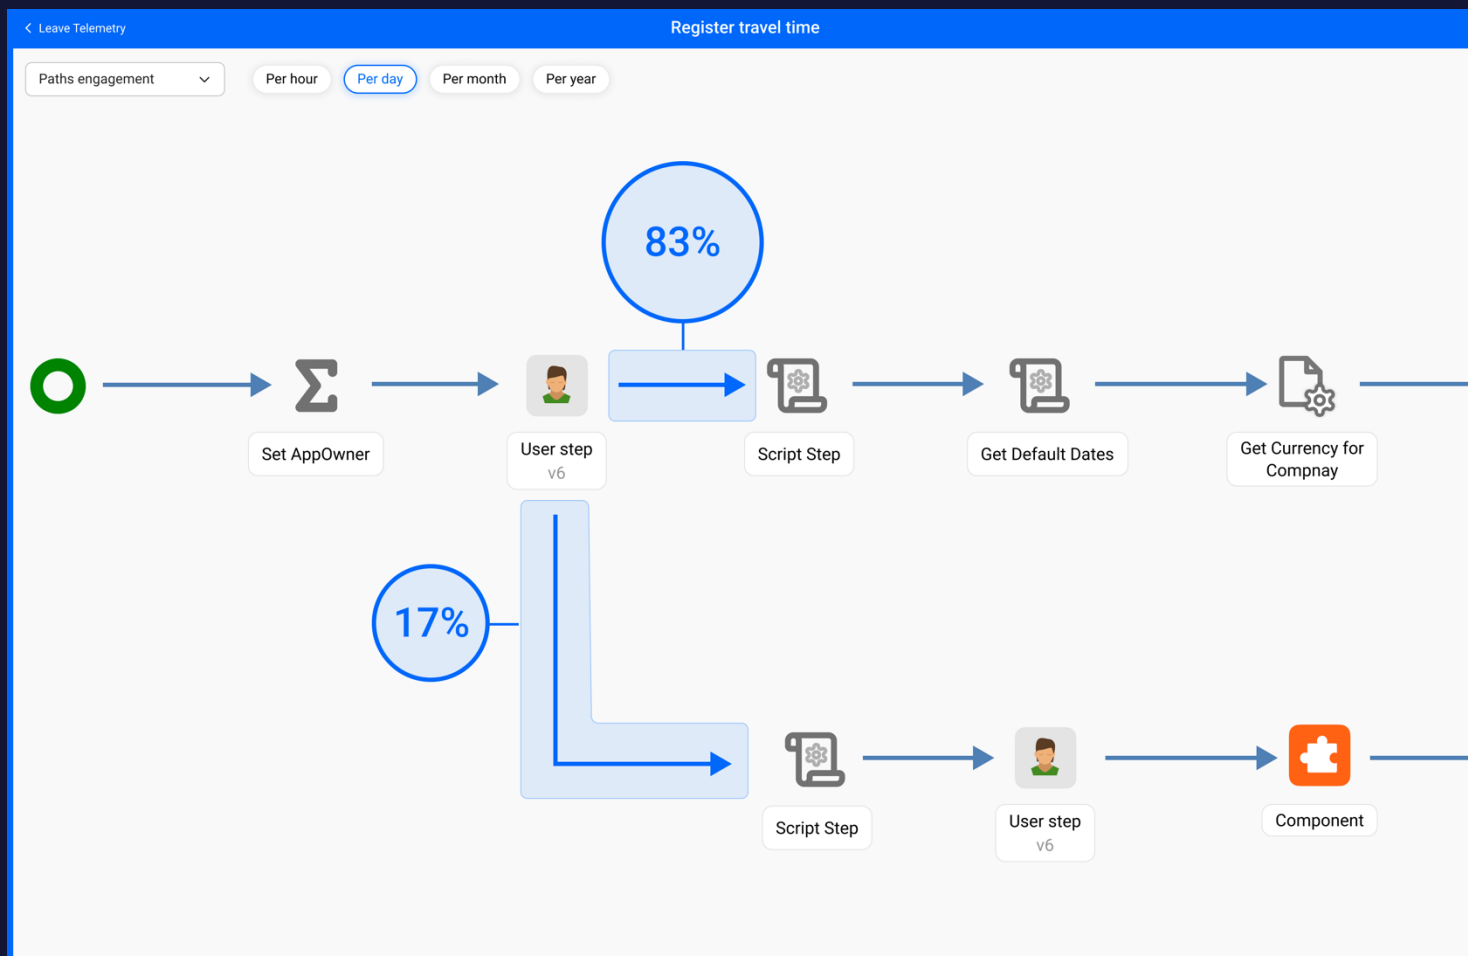 Leave Telemetry
Register travel time
Paths engagement
Per hour
Per day
Per month
Per year
83%
Set AppOwner
User step
v6
Script Step
Get Default Dates
Get Currency for
Compnay
17%
Script Step
User step
v6
Component